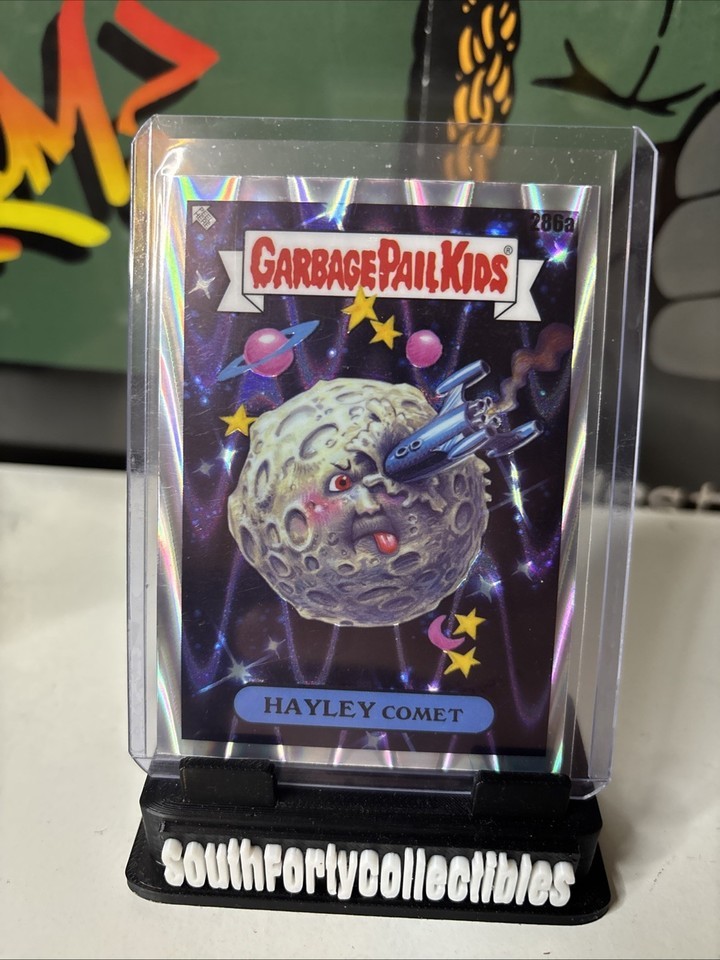 286a
GARBAGE PAIL KIDS®
HAYLEY COMET
southfortycollectibles